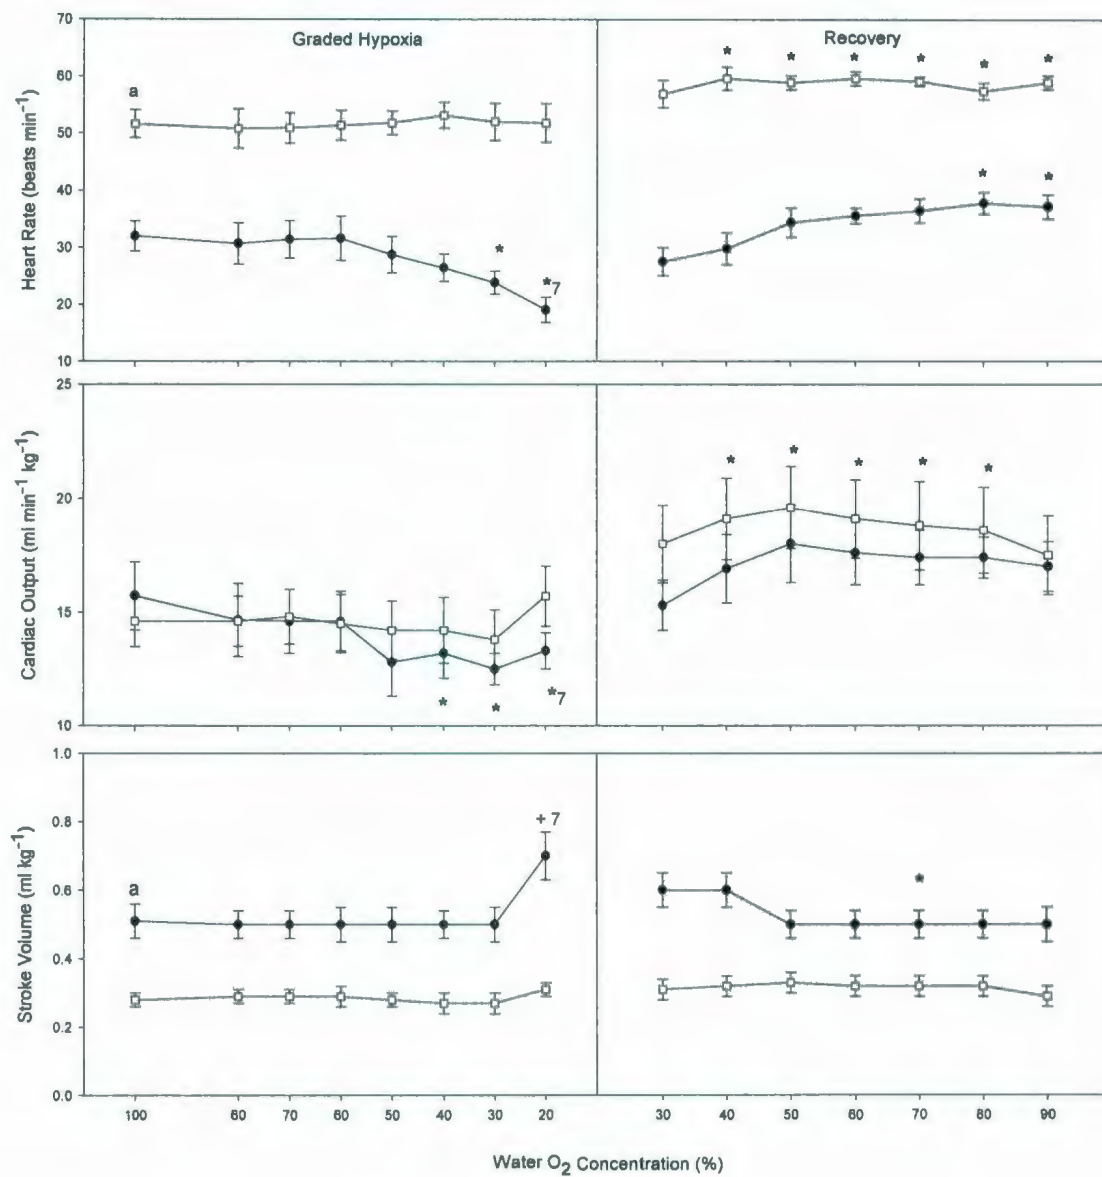 Graded Hypoxia
Recovery
Heart Rate (beats min⁻¹)
70
60
50
40
30
20
10
a
*
*7
* * * * * *
* *
Cardiac Output (ml min⁻¹ kg⁻¹)
25
20
15
10
* * *7
* * * * *
Stroke Volume (ml kg⁻¹)
1.0
0.8
0.6
0.4
0.2
0.0
a
+ 7
*
100 80 70 60 50 40 30 20
30 40 50 60 70 80 90
Water O₂ Concentration (%)